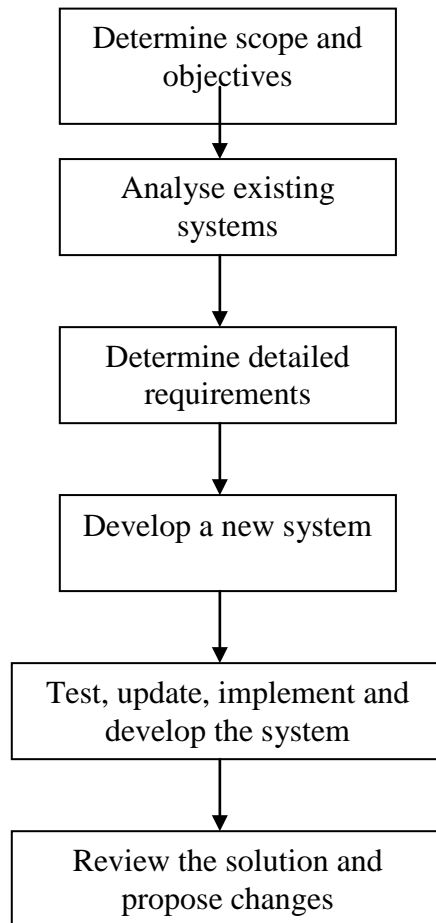 Determine scope and
objectives
Analyse existing
systems
Determine detailed
requirements
Develop a new system
Test, update, implement and
develop the system
Review the solution and
propose changes